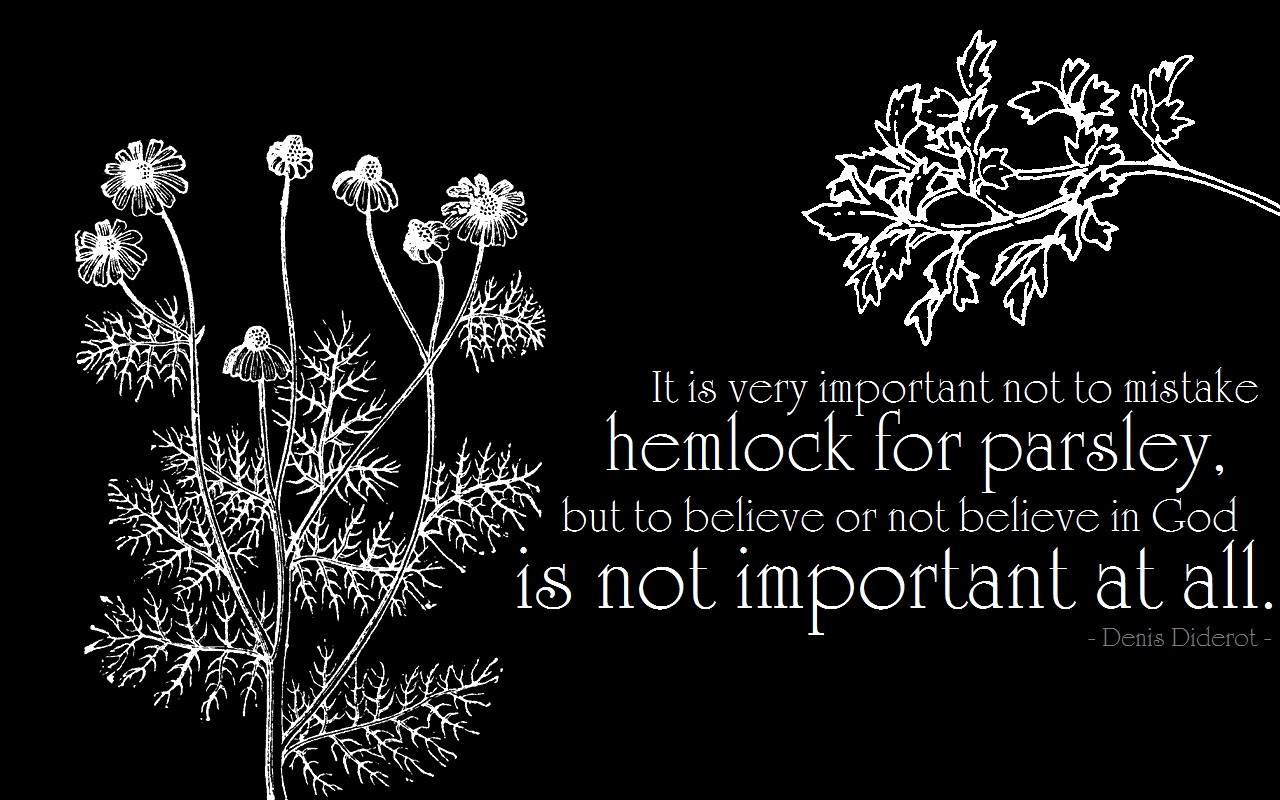 It is very important not to mistake
hemlock for parsley,
but to believe or not believe in God
is not important at all.
- Denis Diderot -